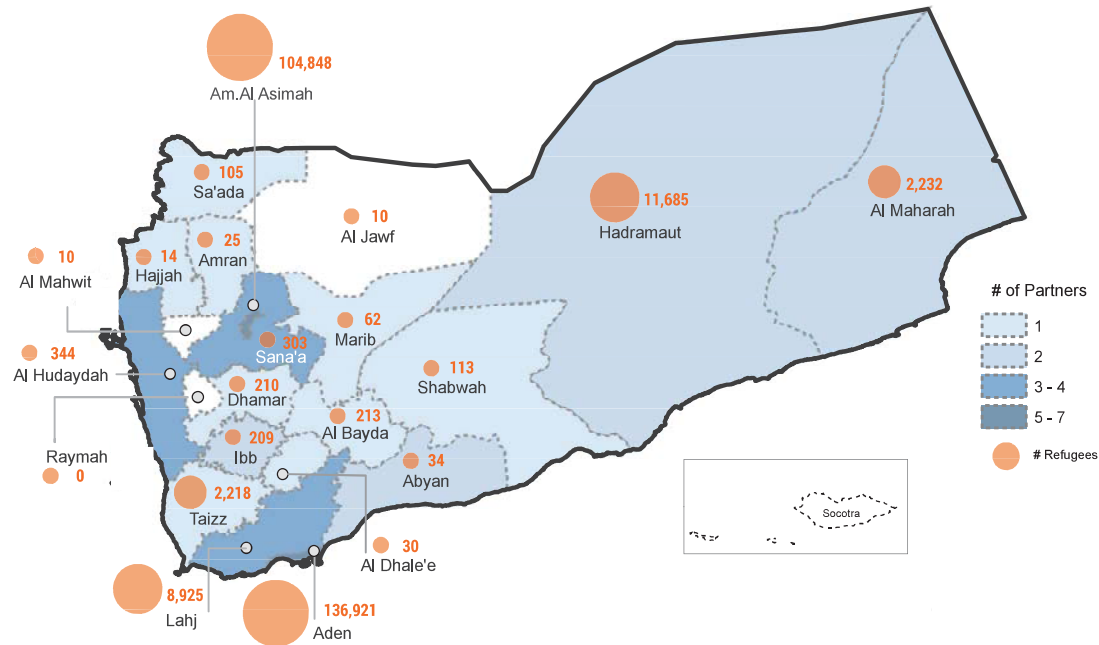 104,848
Am.Al Asimah
105
Sa'ada
10
Al Jawf
11,685
Hadramaut
2,232
Al Maharah
25
Amran
14
Hajjah
10
Al Mahwit
62
Marib
303
Sana'a
344
Al Hudaydah
113
Shabwah
210
Dhamar
213
Al Bayda
209
Ibb
34
Abyan
Raymah
0
2,218
Taizz
30
Al Dhale'e
8,925
Lahj
136,921
Aden
# of Partners
1
2
3 - 4
5 - 7
# Refugees
Socotra